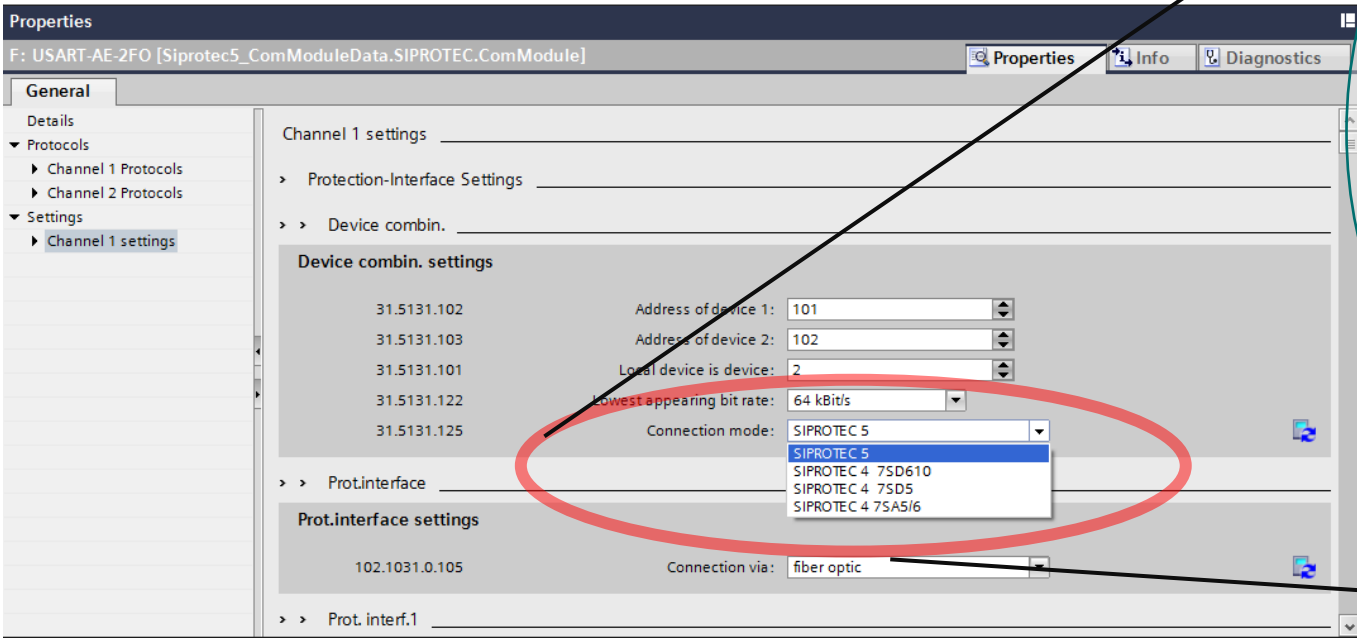 Properties
F: USART-AE-2FO [Siprotec5_ComModuleData.SIPROTEC.ComModule]
Properties
Info
Diagnostics
General
Details
Protocols
Channel 1 Protocols
Channel 2 Protocols
Settings
Channel 1 settings
Channel 1 settings
Protection-Interface Settings
Device combin.
Device combin. settings
31.5131.102 Address of device 1: 101
31.5131.103 Address of device 2: 102
31.5131.101 Local device is device: 2
31.5131.122 Lowest appearing bit rate: 64 kBit/s
31.5131.125 Connection mode: SIPROTEC 5
SIPROTEC 5
SIPROTEC 4 7SD610
SIPROTEC 4 7SD5
SIPROTEC 4 7SA5/6
Prot.interface
Prot.interface settings
102.1031.0.105 Connection via: fiber optic
Prot. interf.1